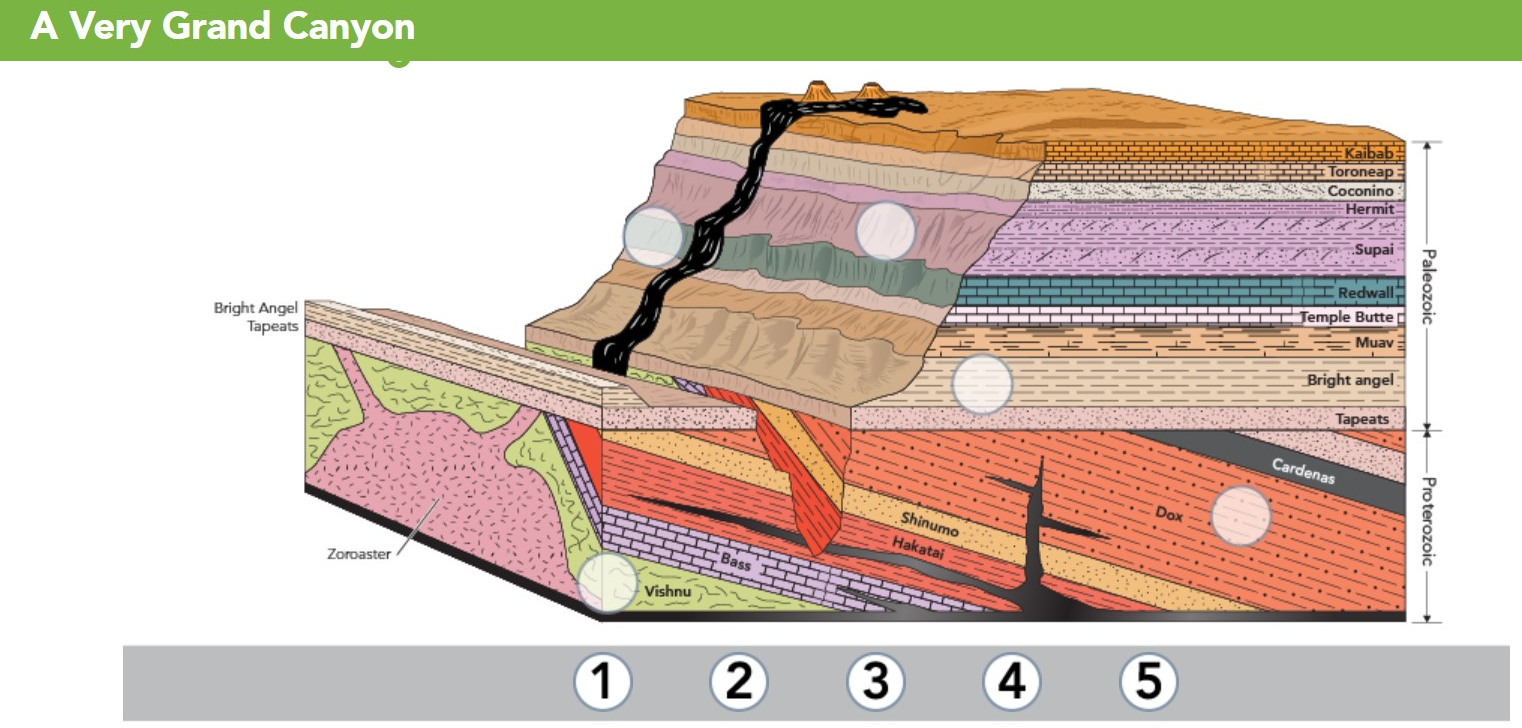 A Very Grand Canyon
Kaibab
Toroneap
Coconino
Hermit
Supai
Redwall
Temple Butte
Muav
Bright angel
Tapeats
Paleozoic
Bright Angel
Tapeats
Cardenas
Dox
Shinumo
Hakatai
Bass
Vishnu
Zoroaster
Proterozoic
1 2 3 4 5